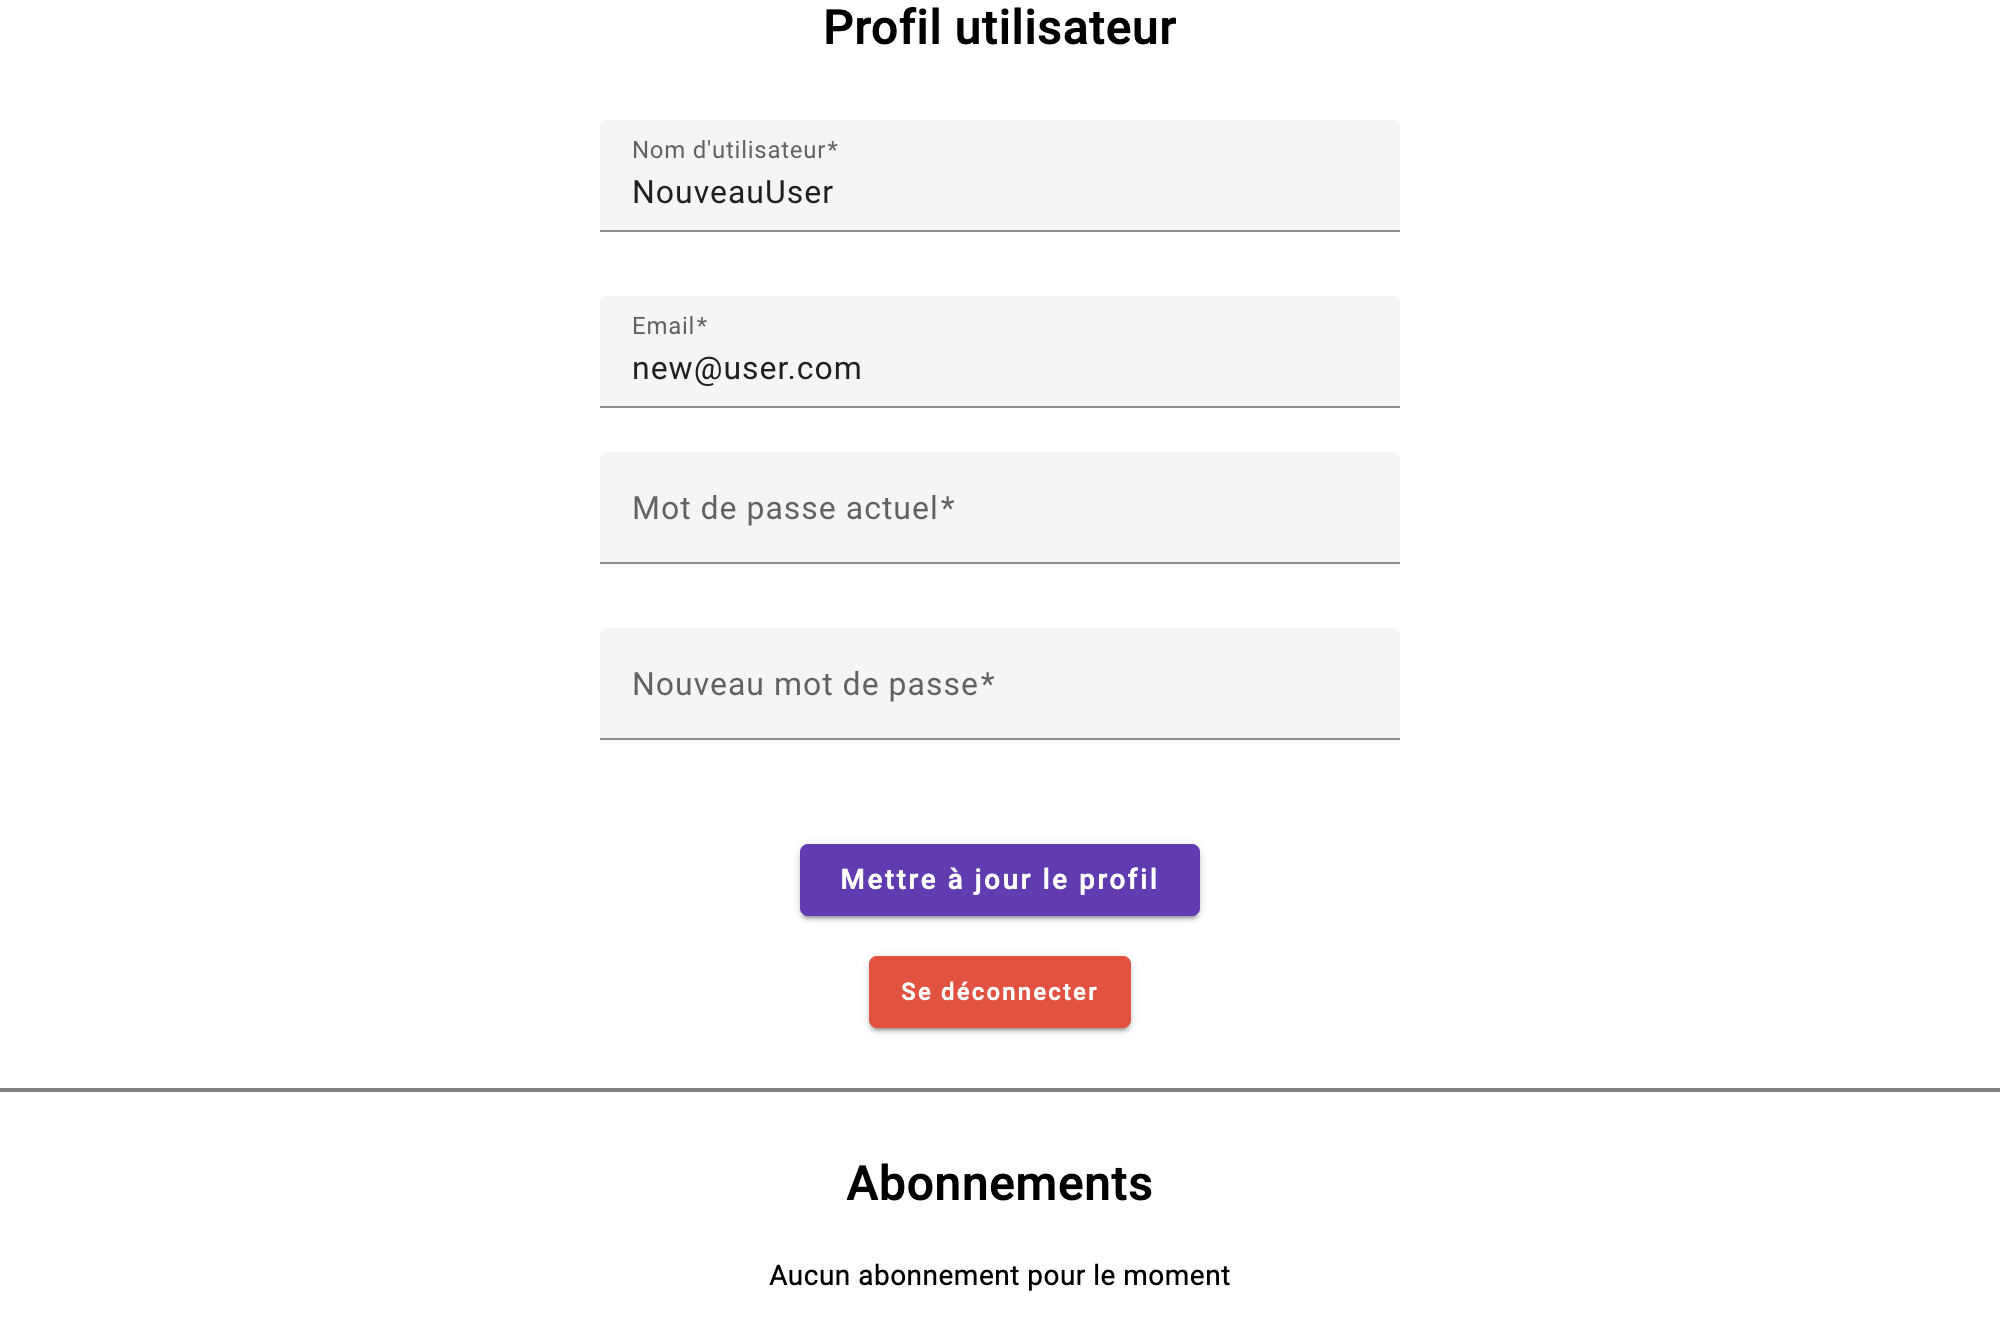 Profil utilisateur
Nom d'utilisateur*
NouveauUser
Email*
new@user.com
Mot de passe actuel*
Nouveau mot de passe*
Mettre à jour le profil
Se déconnecter
Abonnements
Aucun abonnement pour le moment